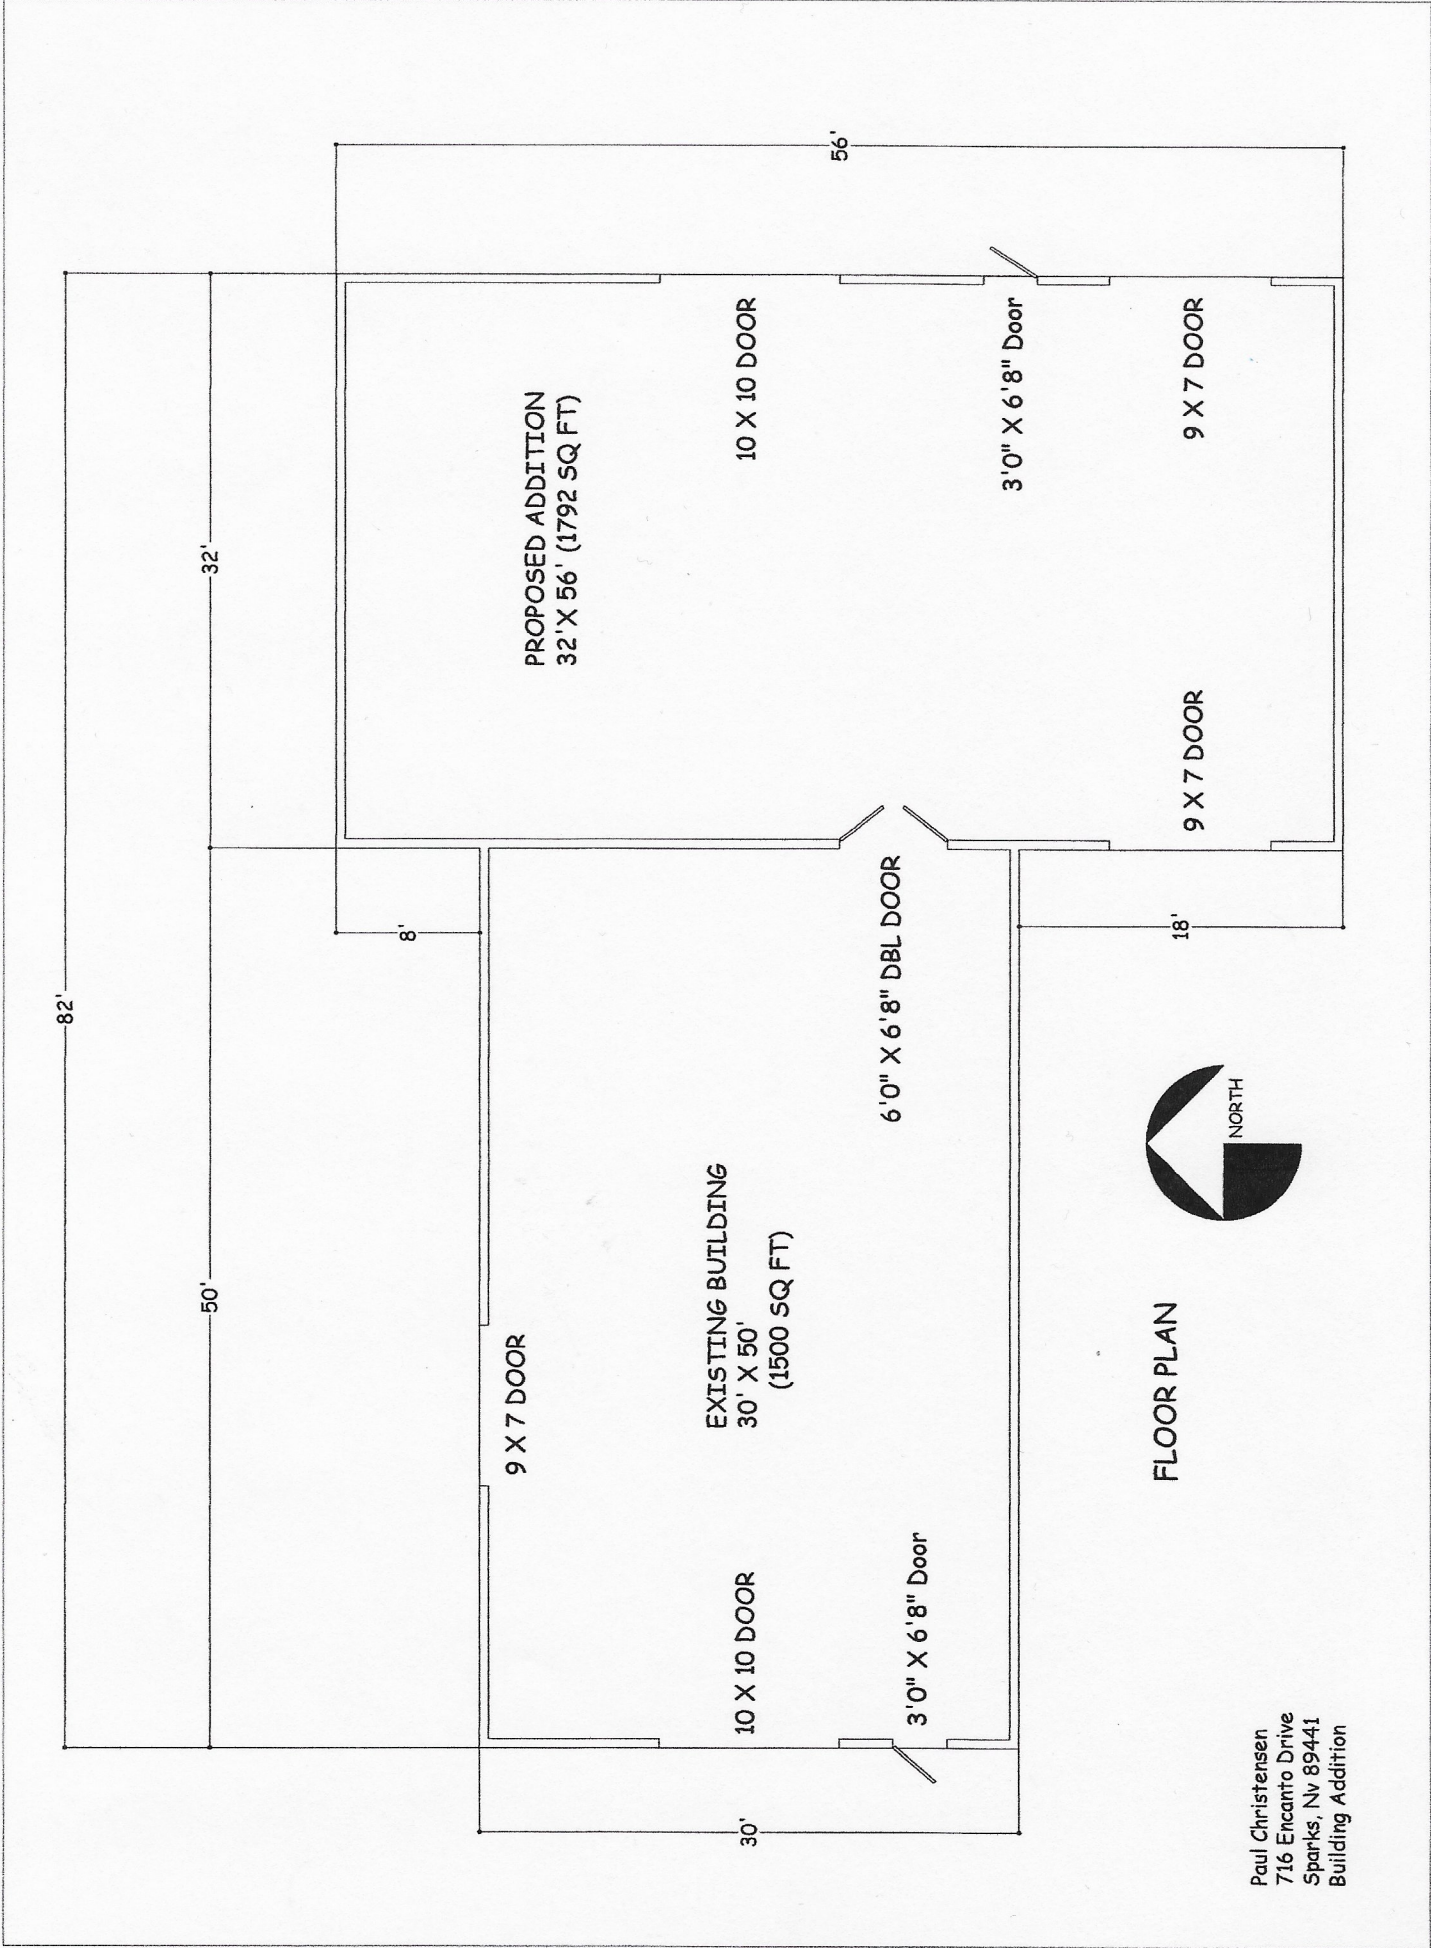 82'
50'
32'
8'
56'
30'
18'
PROPOSED ADDITION
32'X 56' (1792 SQ FT)
10 X 10 DOOR
3'0" X 6'8" Door
9 X 7 DOOR
9 X 7 DOOR
9 X 7 DOOR
EXISTING BUILDING
30' X 50'
(1500 SQ FT)
6'0" X 6'8" DBL DOOR
10 X 10 DOOR
3'0" X 6'8" Door
FLOOR PLAN
NORTH
Paul Christensen
716 Encanto Drive
Sparks, Nv 89441
Building Addition